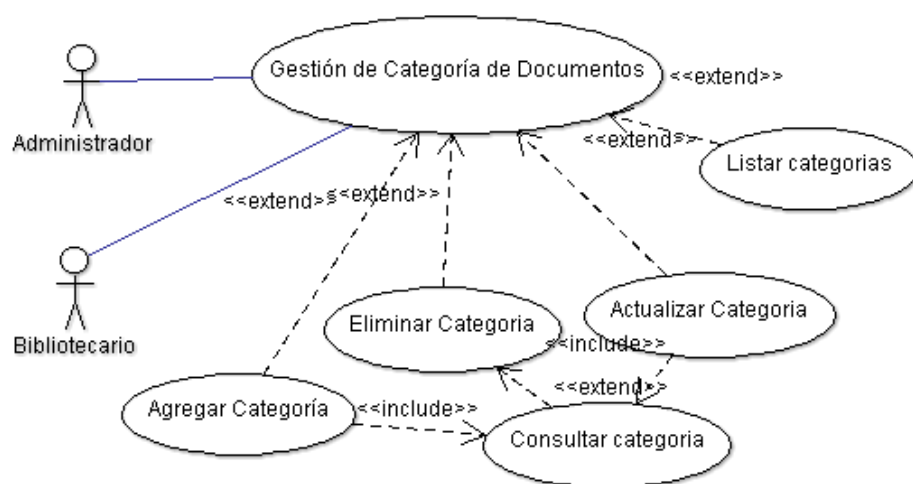 Gestión de Categoría de Documentos
<<extend>>
Administrador
<<extend>>
Listar categorias
<<extend>>
<<extend>>
Actualizar Categoria
Eliminar Categoria
Bibliotecario
<<include>>
<<extend>>
Agregar Categoría
<<include>>
Consultar categoria